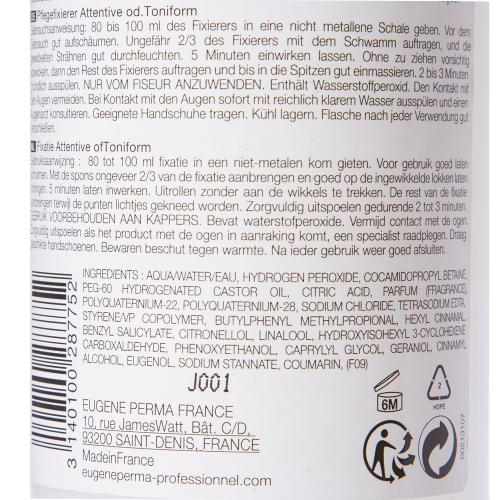 Pflegefixierer Attentive od.Toniform
Gebrauchsanweisung: 80 bis 100 ml des Fixierers in eine nicht metallene Schale geben. Vor dem
Gebrauch gut aufschäumen. Ungefähr 2/3 des Fixierers mit dem Schwamm auftragen, und die
gewickelten Strähnen gut durchfeuchten. 5 Minuten einwirken lassen. Ohne zu ziehen vorsichtig
abwickeln, dann den Rest des Fixierers auftragen und bis in die Spitzen gut einmassieren. 2 bis 3 Minuten
gut ausspülen. NUR VOM FISEUR ANZUWENDEN. Enthält Wasserstoffperoxid. Den Kontakt mit
den Augen vermeiden. Bei Kontakt mit den Augen sofort mit reichlich klarem Wasser ausspülen und einen
Augenarzt konsultieren. Geeignete Handschuhe tragen. Kühl lagern. Flasche nach jeder Verwendung gut
verschließen.
NL Fixatie Attentive ofToniform
Gebruiksaanwijzing : 80 tot 100 ml fixatie in een niet-metalen kom gieten. Voor gebruik goed laten
schuimen. Met de spons ongeveer 2/3 van de fixatie aanbrengen en goed op de ingewikkelde lokken laten
dringen. 5 minuten laten inwerken. Uitrollen zonder aan de wikkels te trekken. De rest van de fixatie
aanbrengen terwijl de punten lichtjes gekneed worden. Zorgvuldig uitspoelen gedurende 2 tot 3 minuten.
GEBRUIK VOORBEHOUDEN AAN KAPPERS. Bevat waterstofperoxide. Vermijd contact met de ogen.
Zorgvuldig uitspoelen als het product met de ogen in aanraking komt, een specialist raadplegen. Draag
geschikte handschoenen. Bewaren beschut tegen warmte. Na ieder gebruik weer goed afsluiten.
INGREDIENTS : AQUA/WATER/EAU, HYDROGEN PEROXIDE, COCAMIDOPROPYL BETAINE,
PEG-60 HYDROGENATED CASTOR OIL, CITRIC ACID, PARFUM (FRAGRANCE),
POLYQUATERNIUM-22, POLYQUATERNIUM-28, SODIUM CHLORIDE, TETRASODIUM EDTA,
STYRENE/VP COPOLYMER, BUTYLPHENYL METHYLPROPIONAL, HEXYL CINNAMAL,
BENZYL SALICYLATE, CITRONELLOL, LINALOOL, HYDROXYISOHEXYL 3-CYCLOHEXENE
CARBOXALDEHYDE, PHENOXYETHANOL, CAPRYLYL GLYCOL, GERANIOL, CINNAMYL
ALCOHOL, EUGENOL, SODIUM STANNATE, COUMARIN, (F09)
J001
EUGENE PERMA FRANCE
10, rue JamesWatt, Bât. C/D,
93200 SAINT-DENIS, FRANCE
MadeinFrance
eugeneperma-professionnel.com
3 140100 287752
6M
2
HDPE
00213107